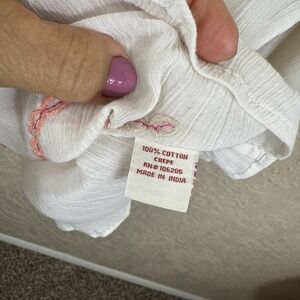 100% COTTON
CREPE
RN# 106205
MADE IN INDIA